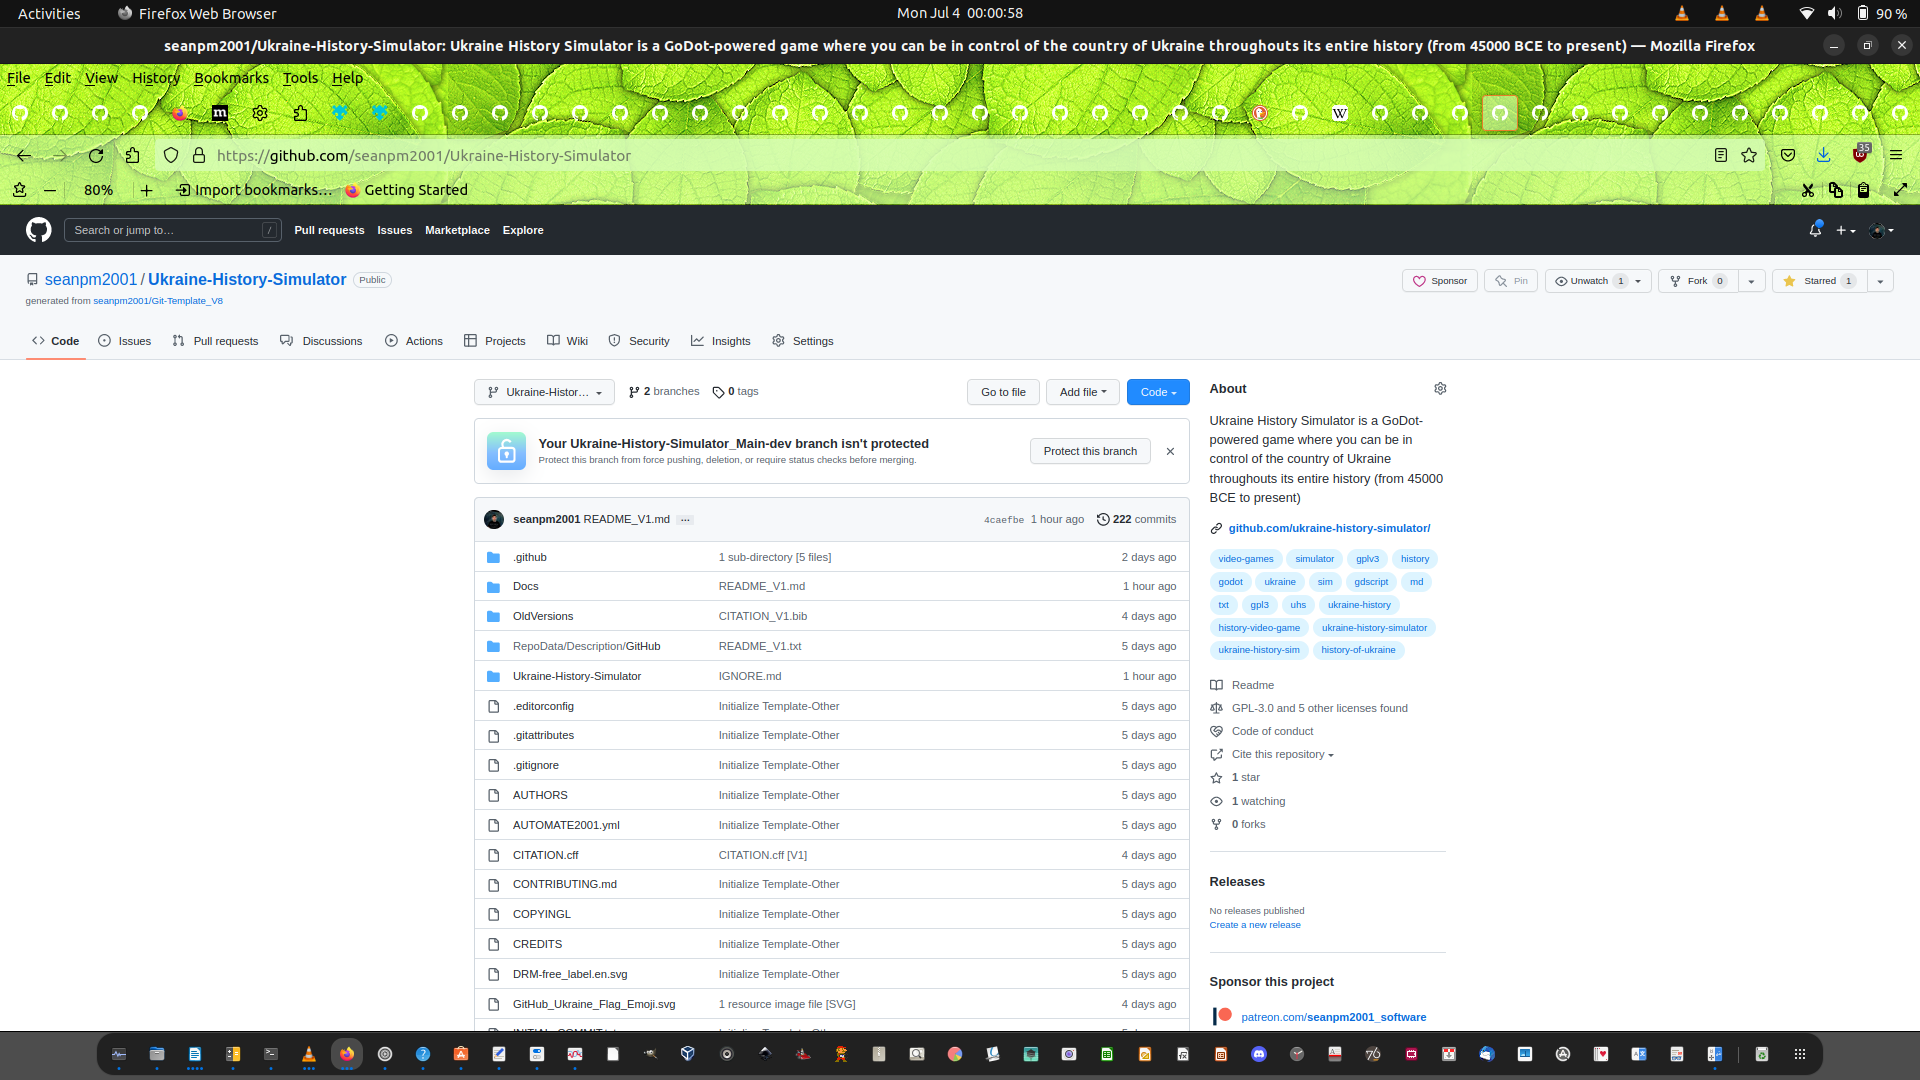 Activities Firefox Web Browser Mon Jul 4 00:00:58 90 %
seanpm2001/Ukraine-History-Simulator: Ukraine History Simulator is a GoDot-powered game where you can be in control of the country of Ukraine throughouts its entire history (from 45000 BCE to present) — Mozilla Firefox
File Edit View History Bookmarks Tools Help
https://github.com/seanpm2001/Ukraine-History-Simulator 35
80% Import bookmarks... Getting Started
Search or jump to... / Pull requests Issues Marketplace Explore
seanpm2001 / Ukraine-History-Simulator Public Sponsor Pin Unwatch 1 Fork 0 Starred 1
generated from seanpm2001/Git-Template_V8
Code Issues Pull requests Discussions Actions Projects Wiki Security Insights Settings
Ukraine-Histor... 2 branches 0 tags Go to file Add file Code
Your Ukraine-History-Simulator_Main-dev branch isn't protected
Protect this branch from force pushing, deletion, or require status checks before merging.
Protect this branch
seanpm2001 README_V1.md ... 4caefbe 1 hour ago 222 commits
.github 1 sub-directory [5 files] 2 days ago
Docs README_V1.md 1 hour ago
OldVersions CITATION_V1.bib 4 days ago
RepoData/Description/GitHub README_V1.txt 5 days ago
Ukraine-History-Simulator IGNORE.md 1 hour ago
.editorconfig Initialize Template-Other 5 days ago
.gitattributes Initialize Template-Other 5 days ago
.gitignore Initialize Template-Other 5 days ago
AUTHORS Initialize Template-Other 5 days ago
AUTOMATE2001.yml Initialize Template-Other 5 days ago
CITATION.cff CITATION.cff [V1] 4 days ago
CONTRIBUTING.md Initialize Template-Other 5 days ago
COPYINGL Initialize Template-Other 5 days ago
CREDITS Initialize Template-Other 5 days ago
DRM-free_label.en.svg Initialize Template-Other 5 days ago
GitHub_Ukraine_Flag_Emoji.svg 1 resource image file [SVG] 4 days ago
About
Ukraine History Simulator is a GoDot-
powered game where you can be in
control of the country of Ukraine
throughouts its entire history (from 45000
BCE to present)
github.com/ukraine-history-simulator/
video-games simulator gplv3 history
godot ukraine sim gdscript md
txt gpl3 uhs ukraine-history
history-video-game ukraine-history-simulator
ukraine-history-sim history-of-ukraine
Readme
GPL-3.0 and 5 other licenses found
Code of conduct
Cite this repository
1 star
1 watching
0 forks
Releases
No releases published
Create a new release
Sponsor this project
patreon.com/seanpm2001_software